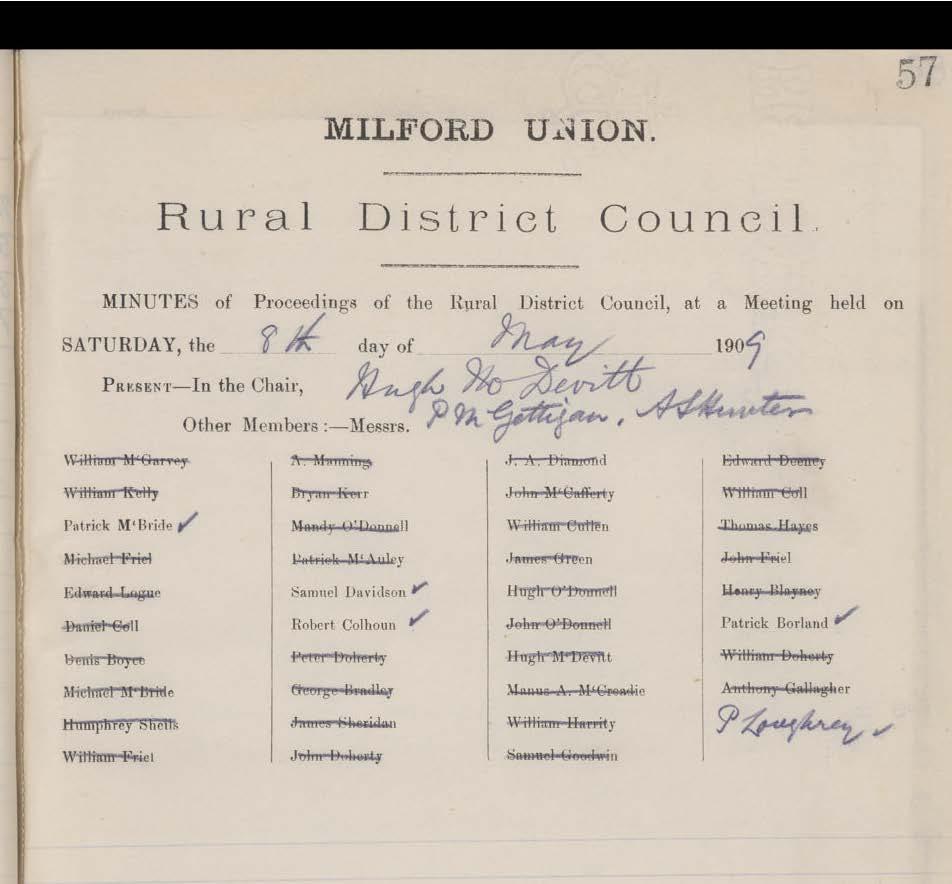 57
MILFORD UNION.
Rural District Council.
MINUTES of Proceedings of the Rural District Council, at a Meeting held on
SATURDAY, the 8th day of May 1909
PRESENT—In the Chair, Hugh Mc Devitt
Other Members :—Messrs. P McGettigan, A S Hunter
William M‘Garvey A. Manning J. A. Diamond Edward Deeney
William Kelly Bryan Kerr John M‘Cafferty William Coll
Patrick M‘Bride ✓ Mandy O’Donnell William Cullen Thomas Hayes
Michael Friel Patrick M‘Auley James Green John Friel
Edward Logue Samuel Davidson ✓ Hugh O’Donnell Henry Blayney
Daniel Coll Robert Colhoun ✓ John O’Donnell Patrick Borland ✓
Denis Boyce Peter Doherty Hugh M‘Devitt William Doherty
Michael M‘Bride George Bradley Manus A. M‘Creadie Anthony Gallagher
Humphrey Sheils James Sheridan William Harrity P Loughrey ✓
William Friel John Doherty Samuel Goodwin